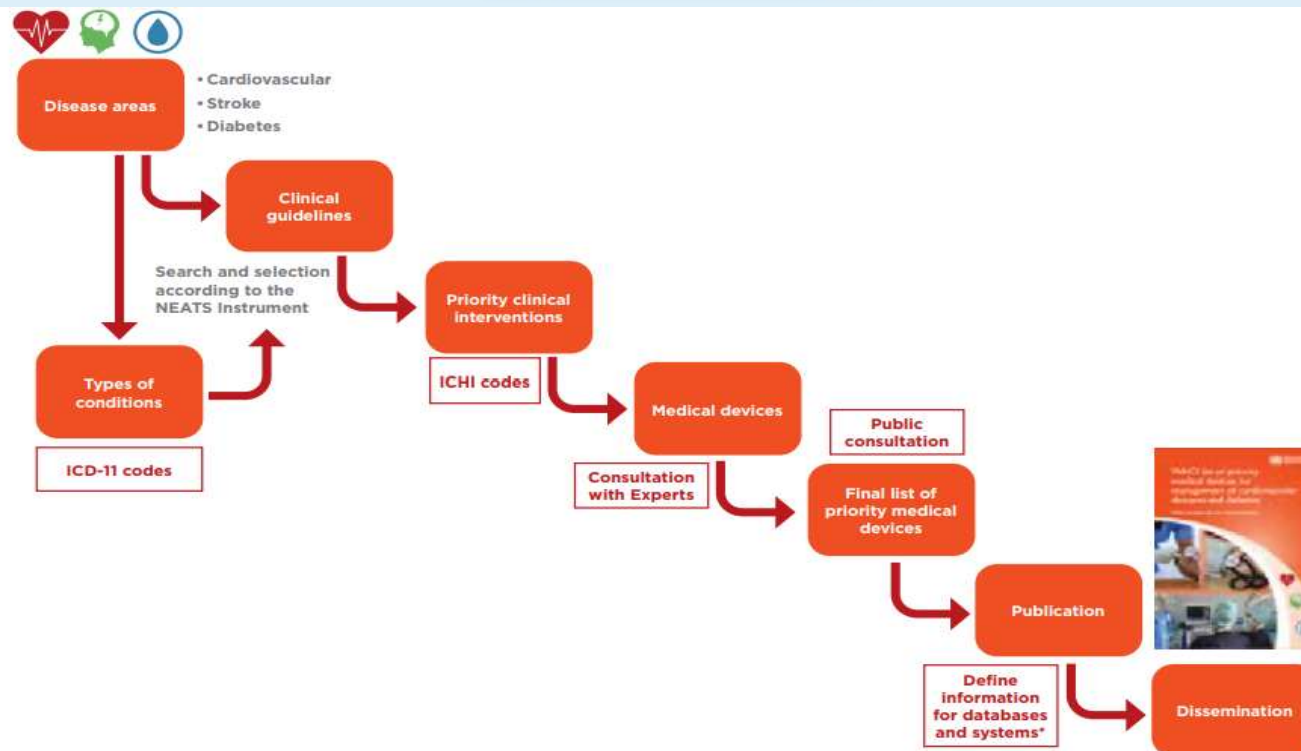 Disease areas
• Cardiovascular
• Stroke
• Diabetes
Clinical
guidelines
Search and selection
according to the
NEATS Instrument
Types of
conditions
ICD-11 codes
Priority clinical
interventions
ICHI codes
Medical devices
Consultation
with Experts
Public
consultation
Final list of
priority medical
devices
Publication
Define
information
for databases
and systems*
Dissemination